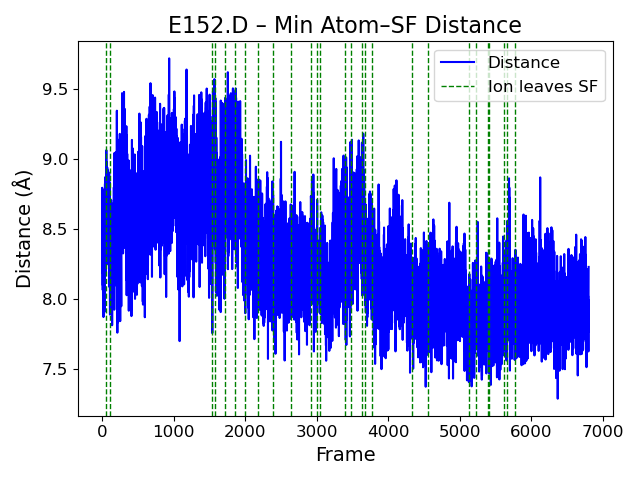 E152.D – Min Atom–SF Distance
Distance
Ion leaves SF
Distance (Å)
9.5
9.0
8.5
8.0
7.5
0 1000 2000 3000 4000 5000 6000 7000
Frame